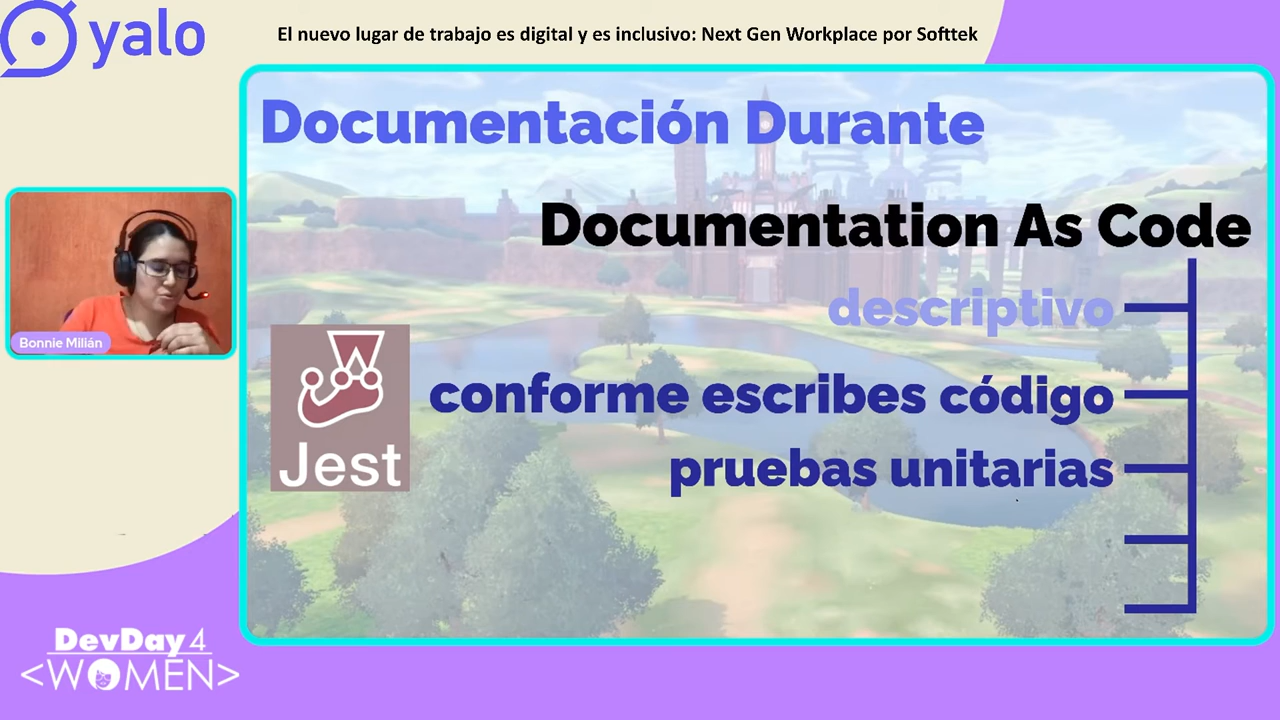 yalo
El nuevo lugar de trabajo es digital y es inclusivo: Next Gen Workplace por Softtek
Documentación Durante
Documentation As Code
descriptivo
conforme escribes código
pruebas unitarias
Jest
Bonnie Milián
DevDay4
<WOMEN>